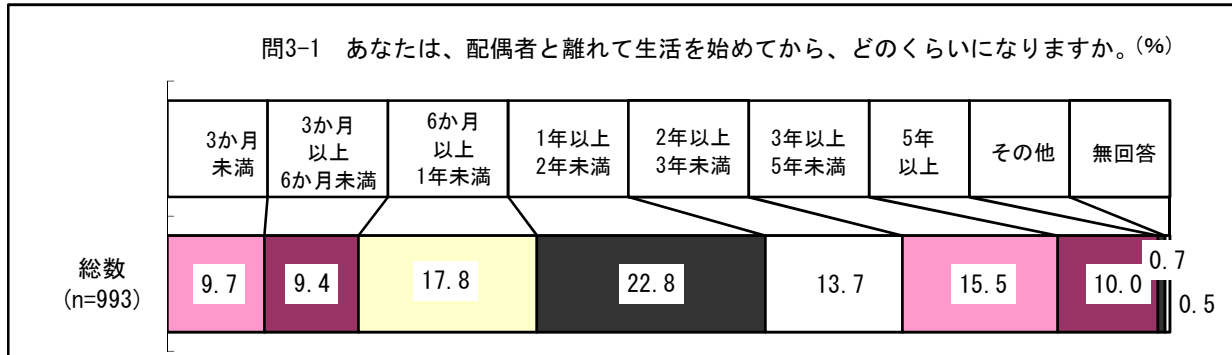 問3-1　あなたは、配偶者と離れて生活を始めてから、どのくらいになりますか。(%)
3か月
未満
3か月
以上
6か月未満
6か月
以上
1年未満
1年以上
2年未満
2年以上
3年未満
3年以上
5年未満
5年
以上
その他
無回答
総数
(n=993)
9.7
9.4
17.8
22.8
13.7
15.5
10.0
0.7
0.5